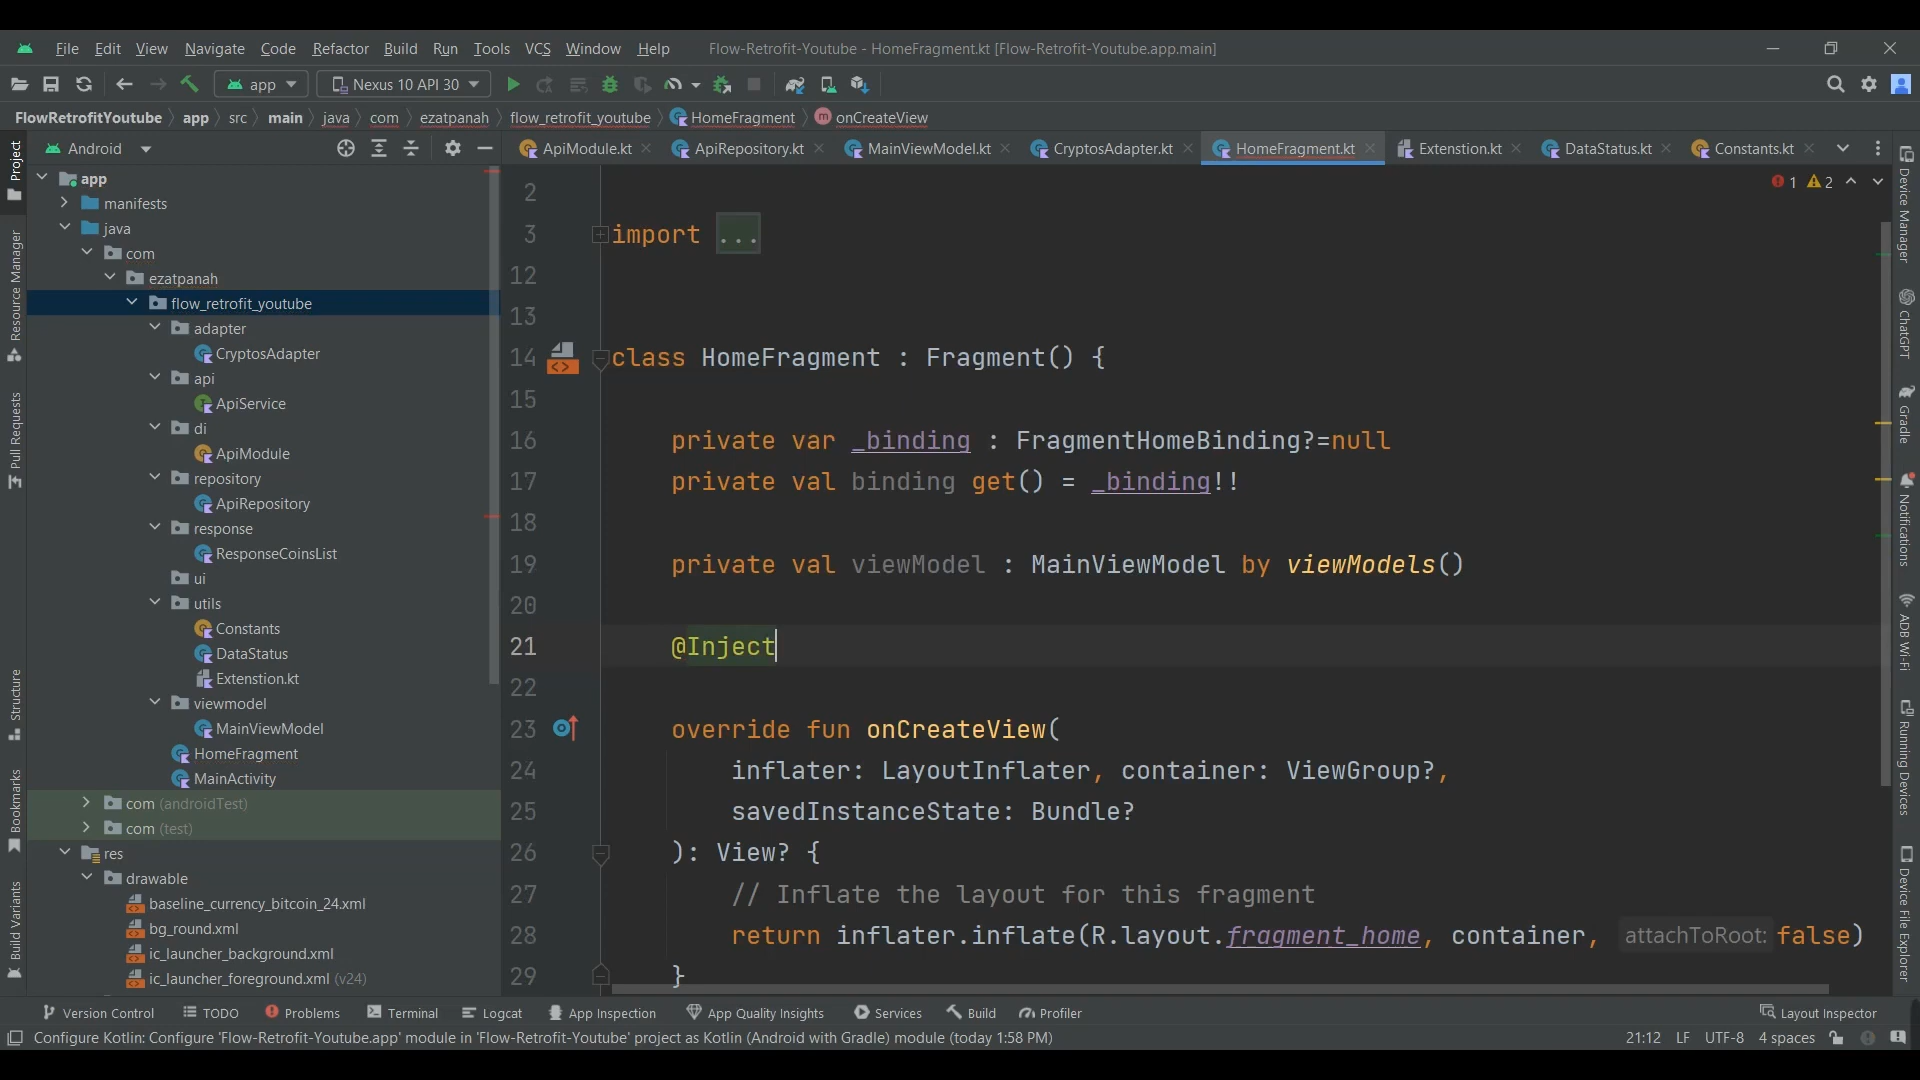 File Edit View Navigate Code Refactor Build Run Tools VCS Window Help Flow-Retrofit-Youtube - HomeFragment.kt [Flow-Retrofit-Youtube.app.main]
app Nexus 10 API 30
FlowRetrofitYoutube app src main java com ezatpanah flow_retrofit_youtube HomeFragment onCreateView
Android ApiModule.kt ApiRepository.kt MainViewModel.kt CryptosAdapter.kt HomeFragment.kt Extenstion.kt DataStatus.kt Constants.kt
Project
Resource Manager
Pull Requests
Structure
Bookmarks
Build Variants
app
manifests
java
com
ezatpanah
flow_retrofit_youtube
adapter
CryptosAdapter
api
ApiService
di
ApiModule
repository
ApiRepository
response
ResponseCoinsList
ui
utils
Constants
DataStatus
Extenstion.kt
viewmodel
MainViewModel
HomeFragment
MainActivity
com (androidTest)
com (test)
res
drawable
baseline_currency_bitcoin_24.xml
bg_round.xml
ic_launcher_background.xml
ic_launcher_foreground.xml (v24)
1 2
2
3 import ...
12
13
14 class HomeFragment : Fragment() {
15
16 private var _binding : FragmentHomeBinding?=null
17 private val binding get() = _binding!!
18
19 private val viewModel : MainViewModel by viewModels()
20
21 @Inject
22
23 override fun onCreateView(
24 inflater: LayoutInflater, container: ViewGroup?,
25 savedInstanceState: Bundle?
26 ): View? {
27 // Inflate the layout for this fragment
28 return inflater.inflate(R.layout.fragment_home, container, attachToRoot: false)
29 }
Device Manager
ChatGPT
Gradle
Notifications
ADB Wi-Fi
Running Devices
Device File Explorer
Version Control TODO Problems Terminal Logcat App Inspection App Quality Insights Services Build Profiler Layout Inspector
Configure Kotlin: Configure 'Flow-Retrofit-Youtube.app' module in 'Flow-Retrofit-Youtube' project as Kotlin (Android with Gradle) module (today 1:58 PM) 21:12 LF UTF-8 4 spaces